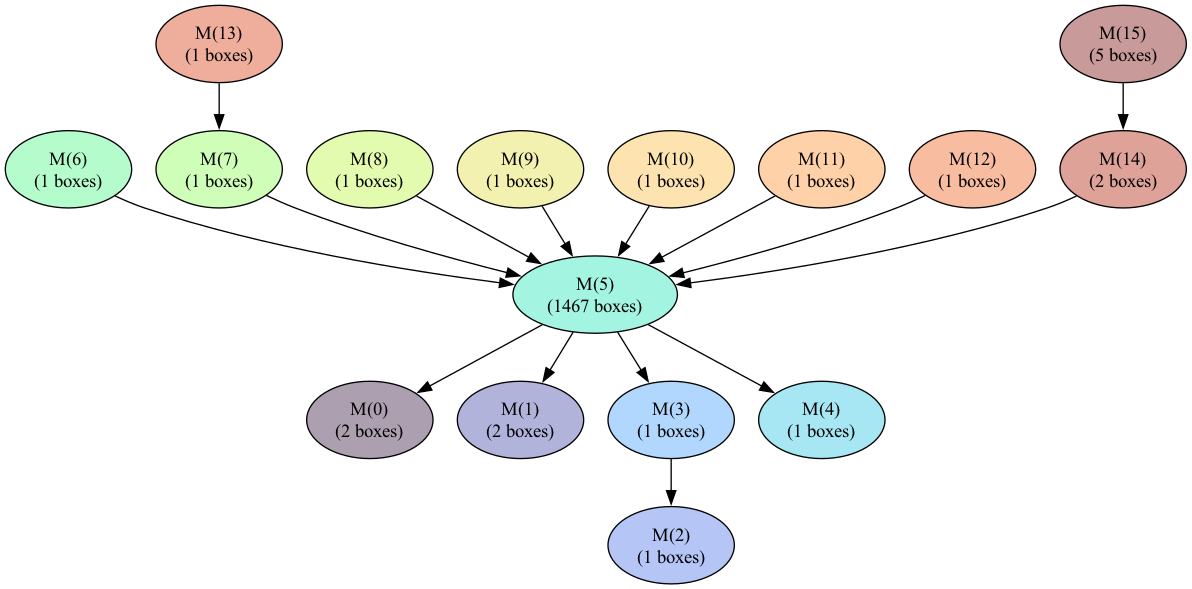 M(13)
(1 boxes)
M(15)
(5 boxes)
M(6)
(1 boxes)
M(7)
(1 boxes)
M(8)
(1 boxes)
M(9)
(1 boxes)
M(10)
(1 boxes)
M(11)
(1 boxes)
M(12)
(1 boxes)
M(14)
(2 boxes)
M(5)
(1467 boxes)
M(0)
(2 boxes)
M(1)
(2 boxes)
M(3)
(1 boxes)
M(4)
(1 boxes)
M(2)
(1 boxes)